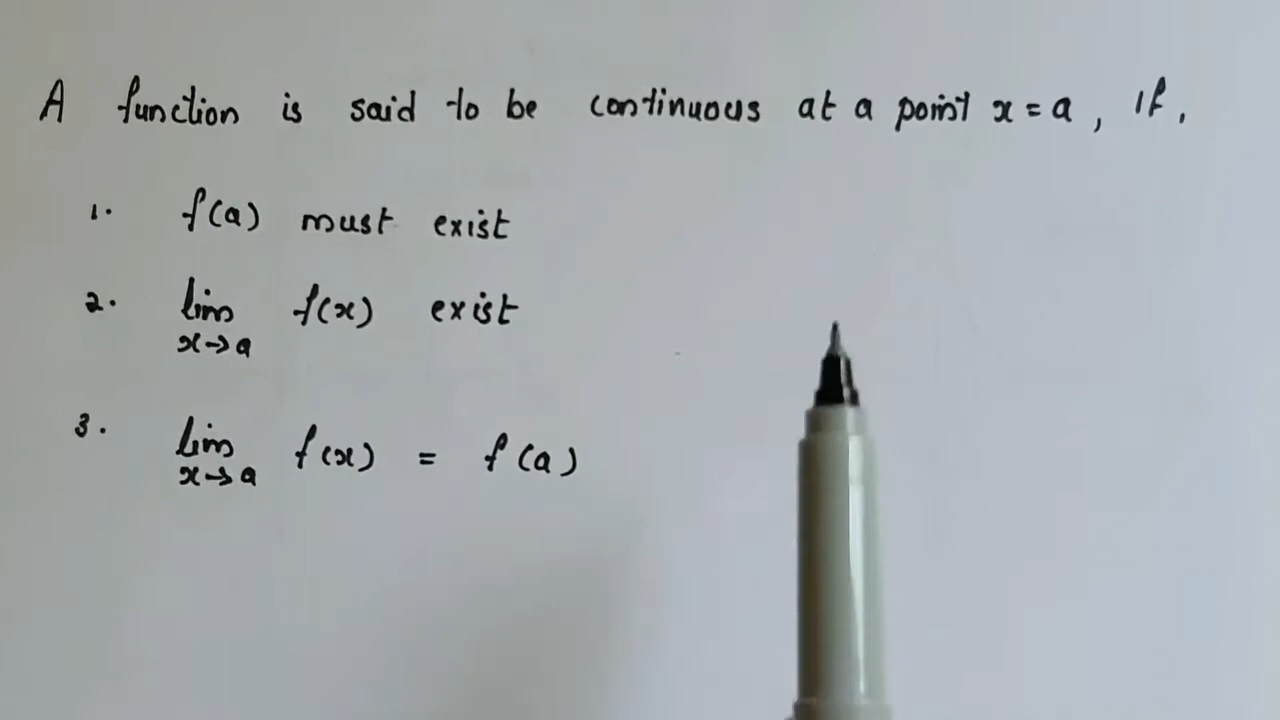 A function is said to be continuous at a point x = a, if,
1. f(a) must exist
2. lim f(x) exist
x→a
3. lim f(x) = f(a)
x→a